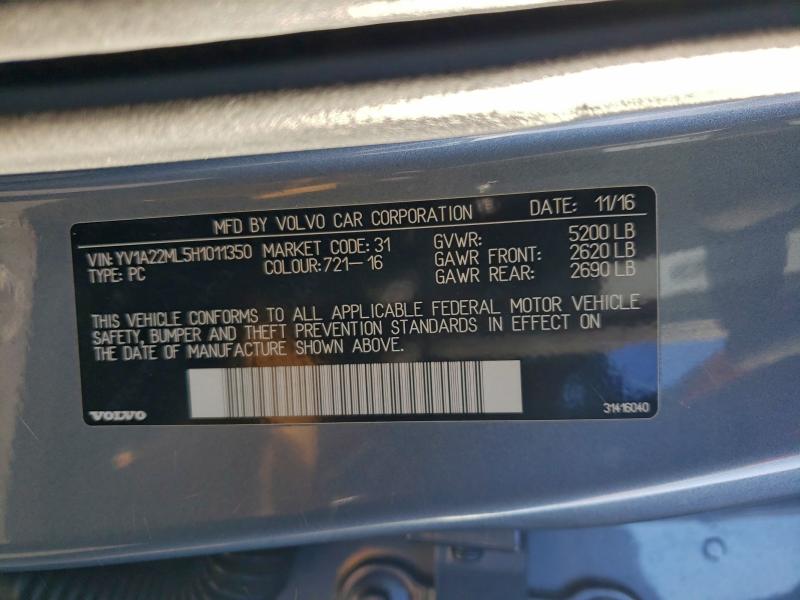 MFD BY VOLVO CAR CORPORATION DATE: 11/16
VIN: YV1A22ML5H1011350 MARKET CODE: 31 GVWR: 5200 LB
TYPE: PC COLOUR: 721-16 GAWR FRONT: 2620 LB
GAWR REAR: 2690 LB
THIS VEHICLE CONFORMS TO ALL APPLICABLE FEDERAL MOTOR VEHICLE
SAFETY, BUMPER AND THEFT PREVENTION STANDARDS IN EFFECT ON
THE DATE OF MANUFACTURE SHOWN ABOVE.
VOLVO 31416040